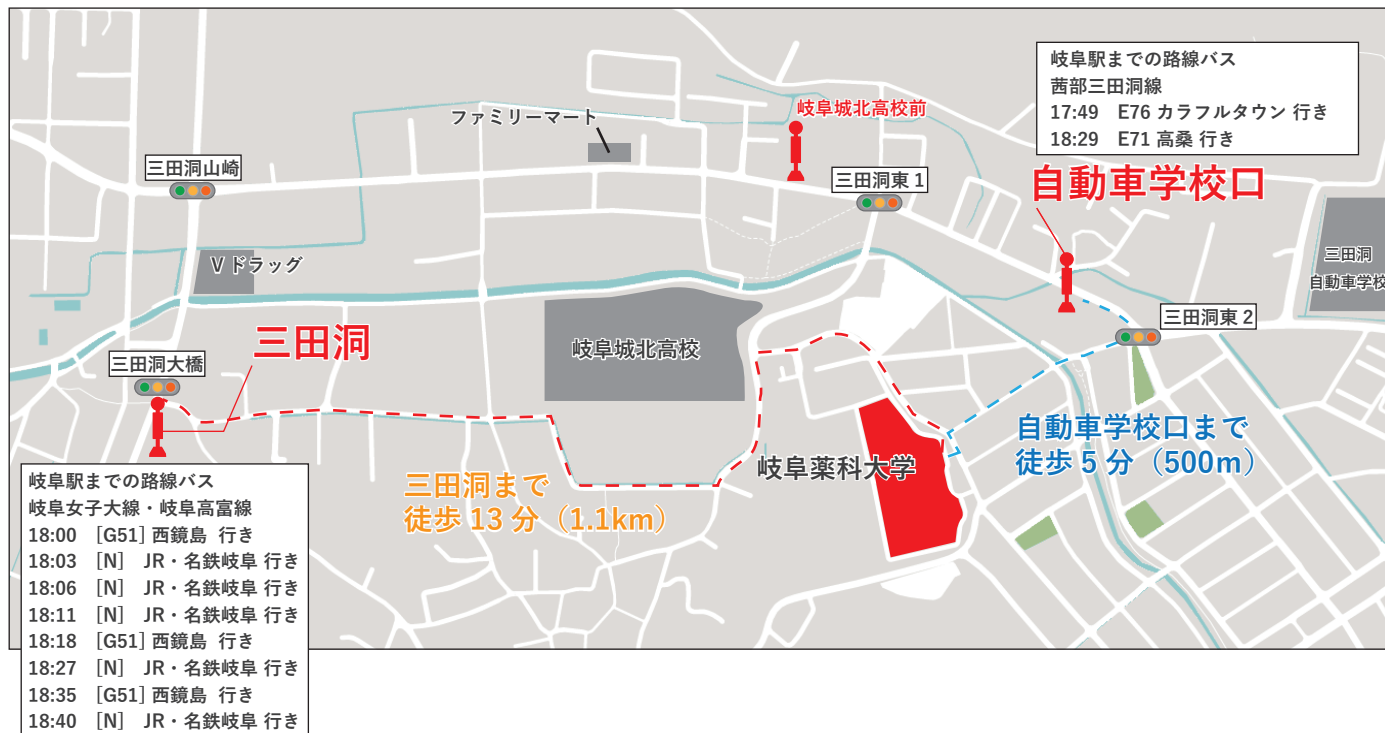 岐阜駅までの路線バス
茜部三田洞線
17:49 E76 カラフルタウン 行き
18:29 E71 高桑 行き
岐阜城北高校前
ファミリーマート
三田洞山崎
三田洞東 1
自動車学校口
V ドラッグ
三田洞
自動車学校
三田洞東 2
三田洞
岐阜城北高校
三田洞大橋
自動車学校口まで
徒歩 5 分（500m）
岐阜薬科大学
三田洞まで
徒歩 13 分（1.1km）
岐阜駅までの路線バス
岐阜女子大線・岐阜高富線
18:00 [G51] 西鏡島 行き
18:03 [N] JR・名鉄岐阜 行き
18:06 [N] JR・名鉄岐阜 行き
18:11 [N] JR・名鉄岐阜 行き
18:18 [G51] 西鏡島 行き
18:27 [N] JR・名鉄岐阜 行き
18:35 [G51] 西鏡島 行き
18:40 [N] JR・名鉄岐阜 行き